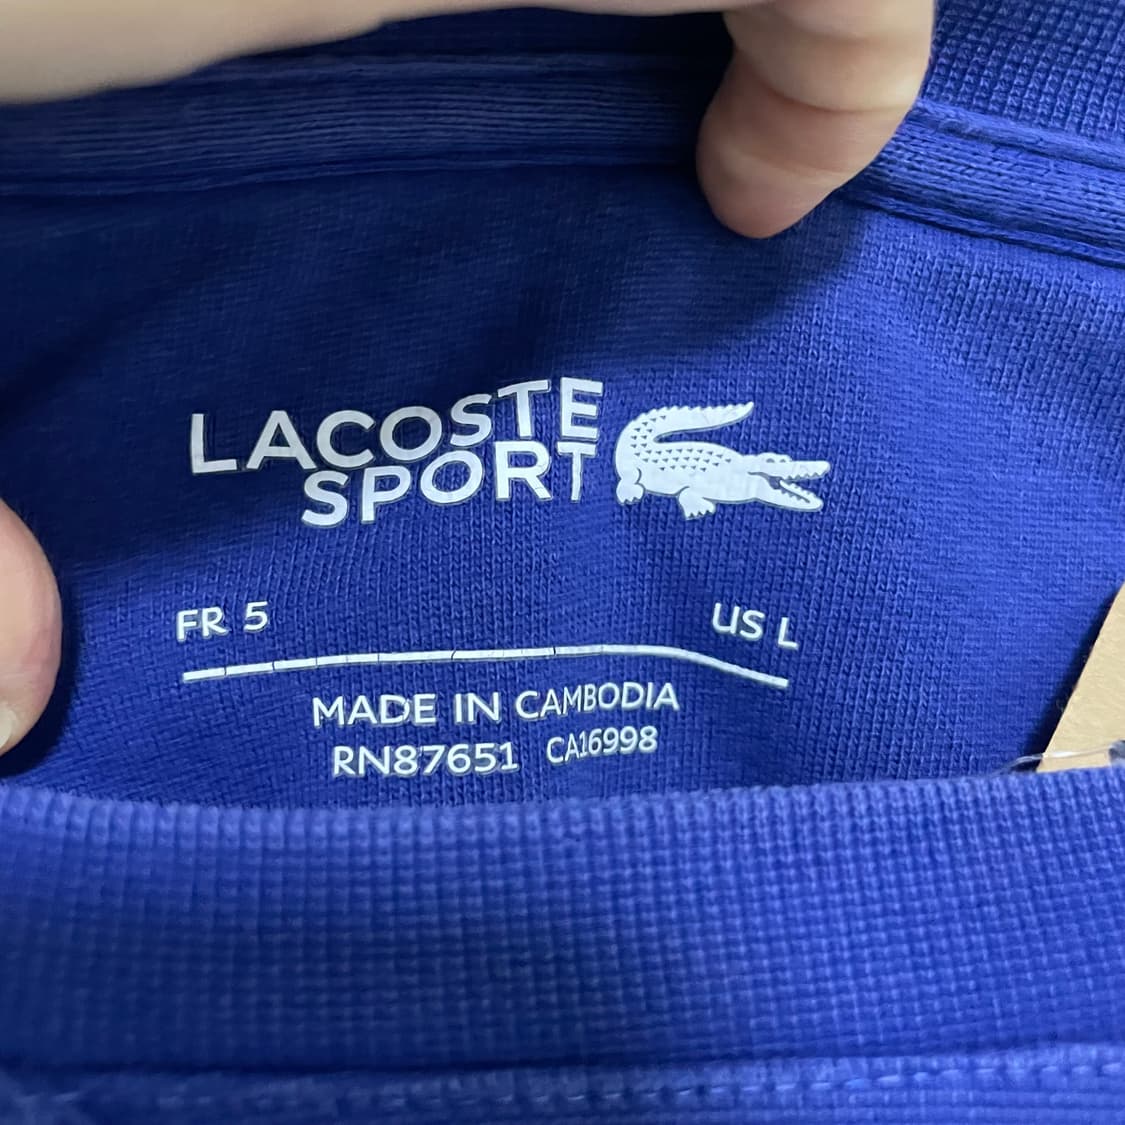 LACOSTE
SPORT
FR 5 US L
MADE IN CAMBODIA
RN87651 CA16998